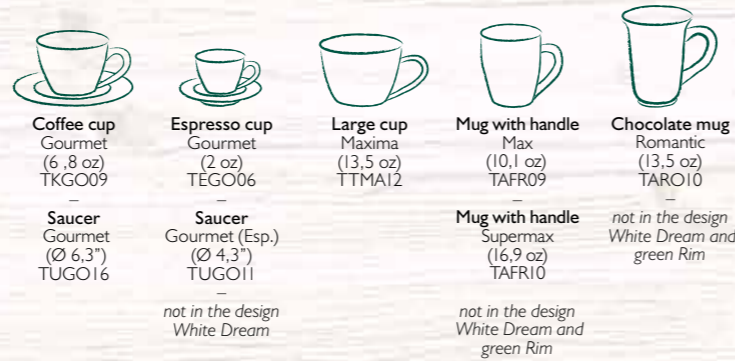 Coffee cup
Gourmet
(6 ,8 oz)
TKGO09
–
Saucer
Gourmet
(Ø 6,3")
TUGO16
Espresso cup
Gourmet
(2 oz)
TEGO06
–
Saucer
Gourmet (Esp.)
(Ø 4,3")
TUGO11
–
not in the design
White Dream
Large cup
Maxima
(13,5 oz)
TTMA12
Mug with handle
Max
(10,1 oz)
TAFR09
–
Mug with handle
Supermax
(16,9 oz)
TAFR10
not in the design
White Dream and
green Rim
Chocolate mug
Romantic
(13,5 oz)
TARO10
–
not in the design
White Dream and
green Rim